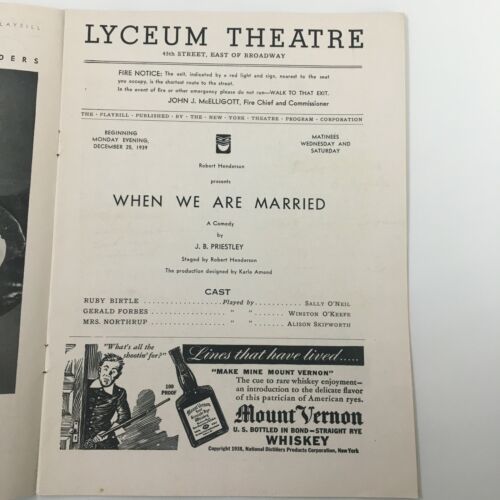 PLAYBILL
DERS
LYCEUM THEATRE
45th STREET, EAST OF BROADWAY
FIRE NOTICE: The exit, indicated by a red light and sign, nearest to the seat
you occupy, is the shortest route to the street.
In the event of fire or other emergency please do not run—WALK TO THAT EXIT.
JOHN J. McELLIGOTT, Fire Chief and Commissioner
THE · PLAYBILL · PUBLISHED · BY · THE · NEW · YORK · THEATRE · PROGRAM · CORPORATION
BEGINNING
MONDAY EVENING,
DECEMBER 25, 1939
MATINEES
WEDNESDAY AND
SATURDAY
Robert Henderson
presents
WHEN WE ARE MARRIED
A Comedy
by
J. B. PRIESTLEY
Staged by Robert Henderson
The production designed by Karle Amend
CAST
RUBY BIRTLE Played by SALLY O'NEIL
GERALD FORBES " " WINSTON O'KEEFE
MRS. NORTHRUP " " ALISON SKIPWORTH
"What's all the
shootin' for?"
100
PROOF
Mount Vernon
Lines that have lived.....
"MAKE MINE MOUNT VERNON"
The cue to rare whiskey enjoyment—
an introduction to the delicate flavor
of this patrician of American ryes.
Mount Vernon
U. S. BOTTLED IN BOND—STRAIGHT RYE
WHISKEY
Copyright 1938, National Distillers Products Corporation, New York